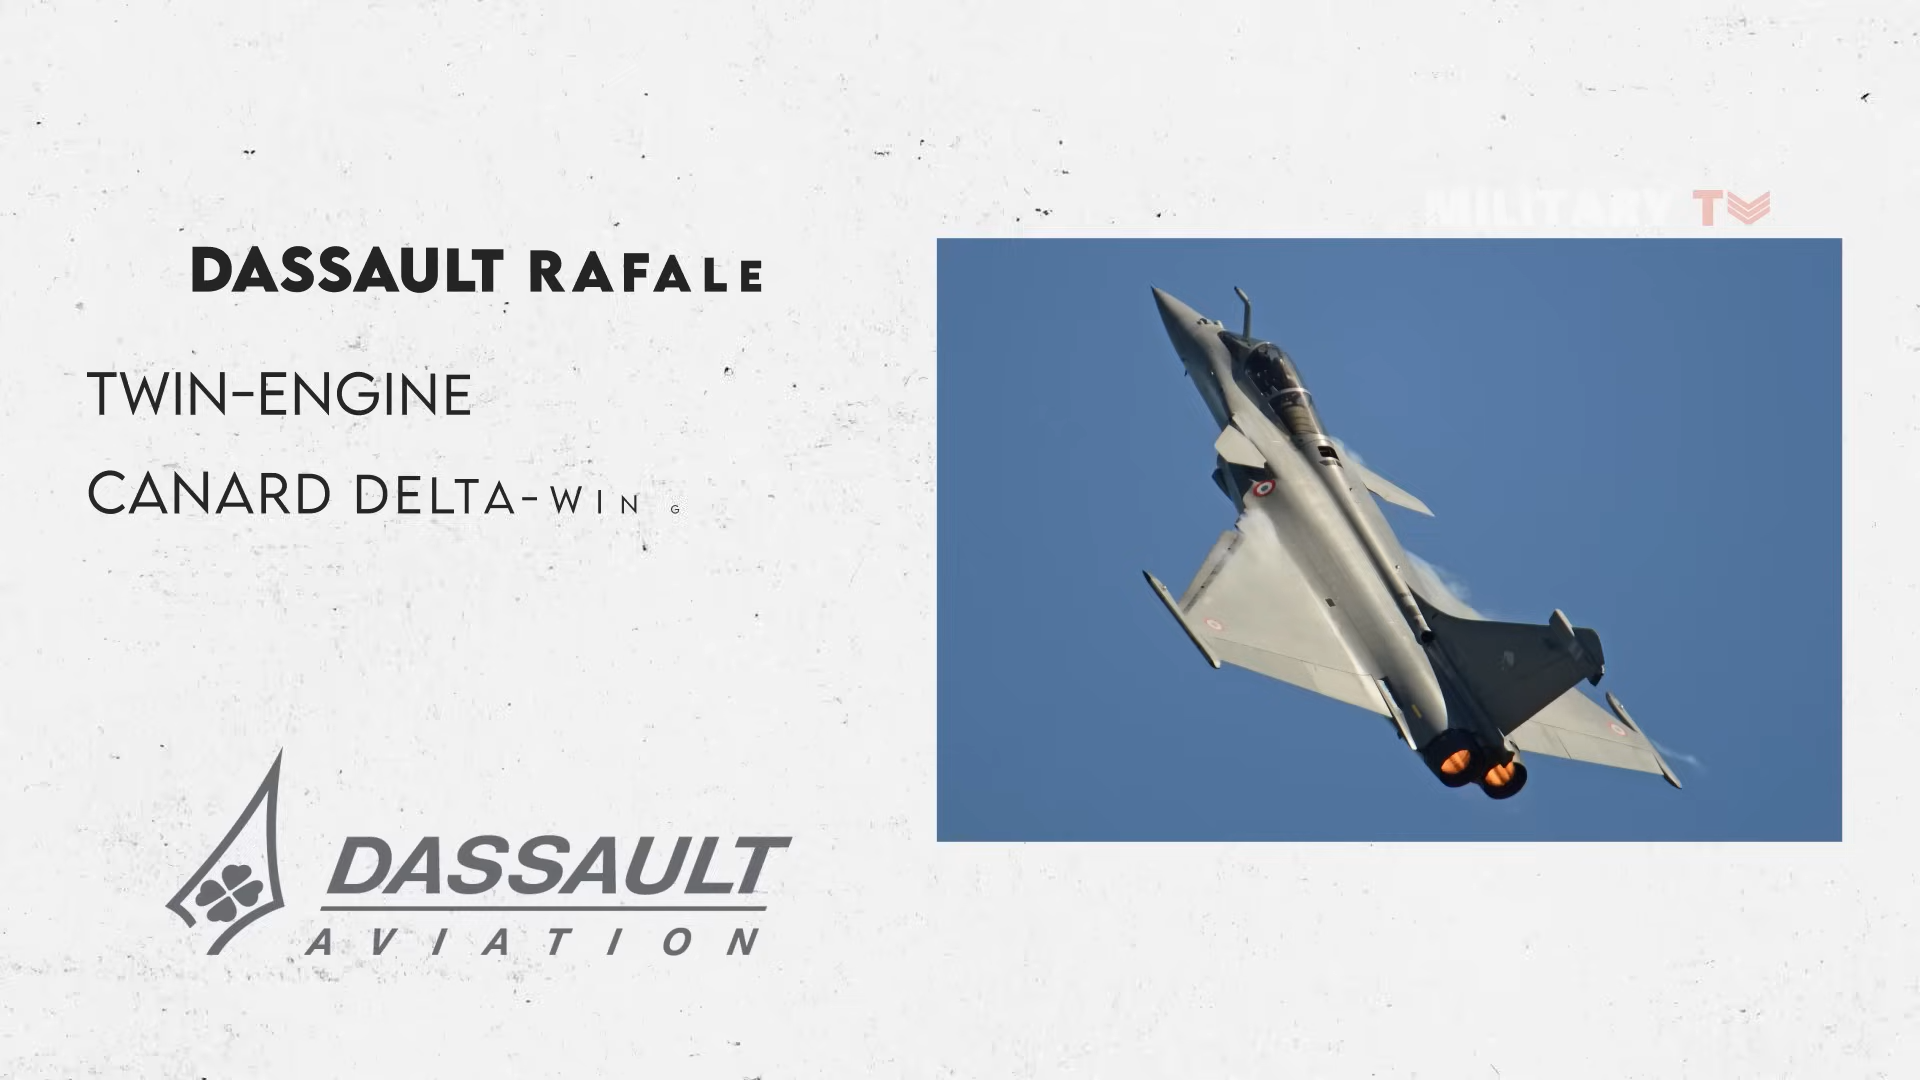 MILITARY TV
DASSAULT RAFALE
TWIN-ENGINE
CANARD DELTA-WING
DASSAULT
AVIATION